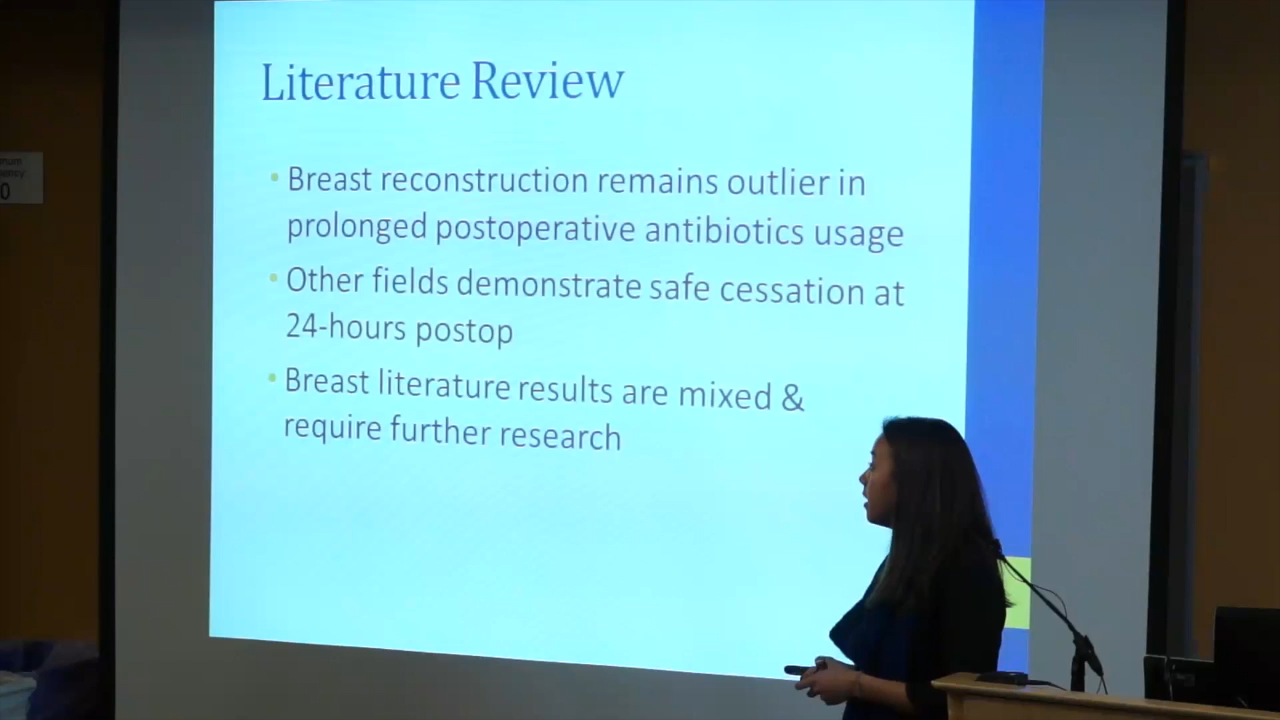 Literature Review
• Breast reconstruction remains outlier in
prolonged postoperative antibiotics usage
• Other fields demonstrate safe cessation at
24-hours postop
• Breast literature results are mixed &
require further research